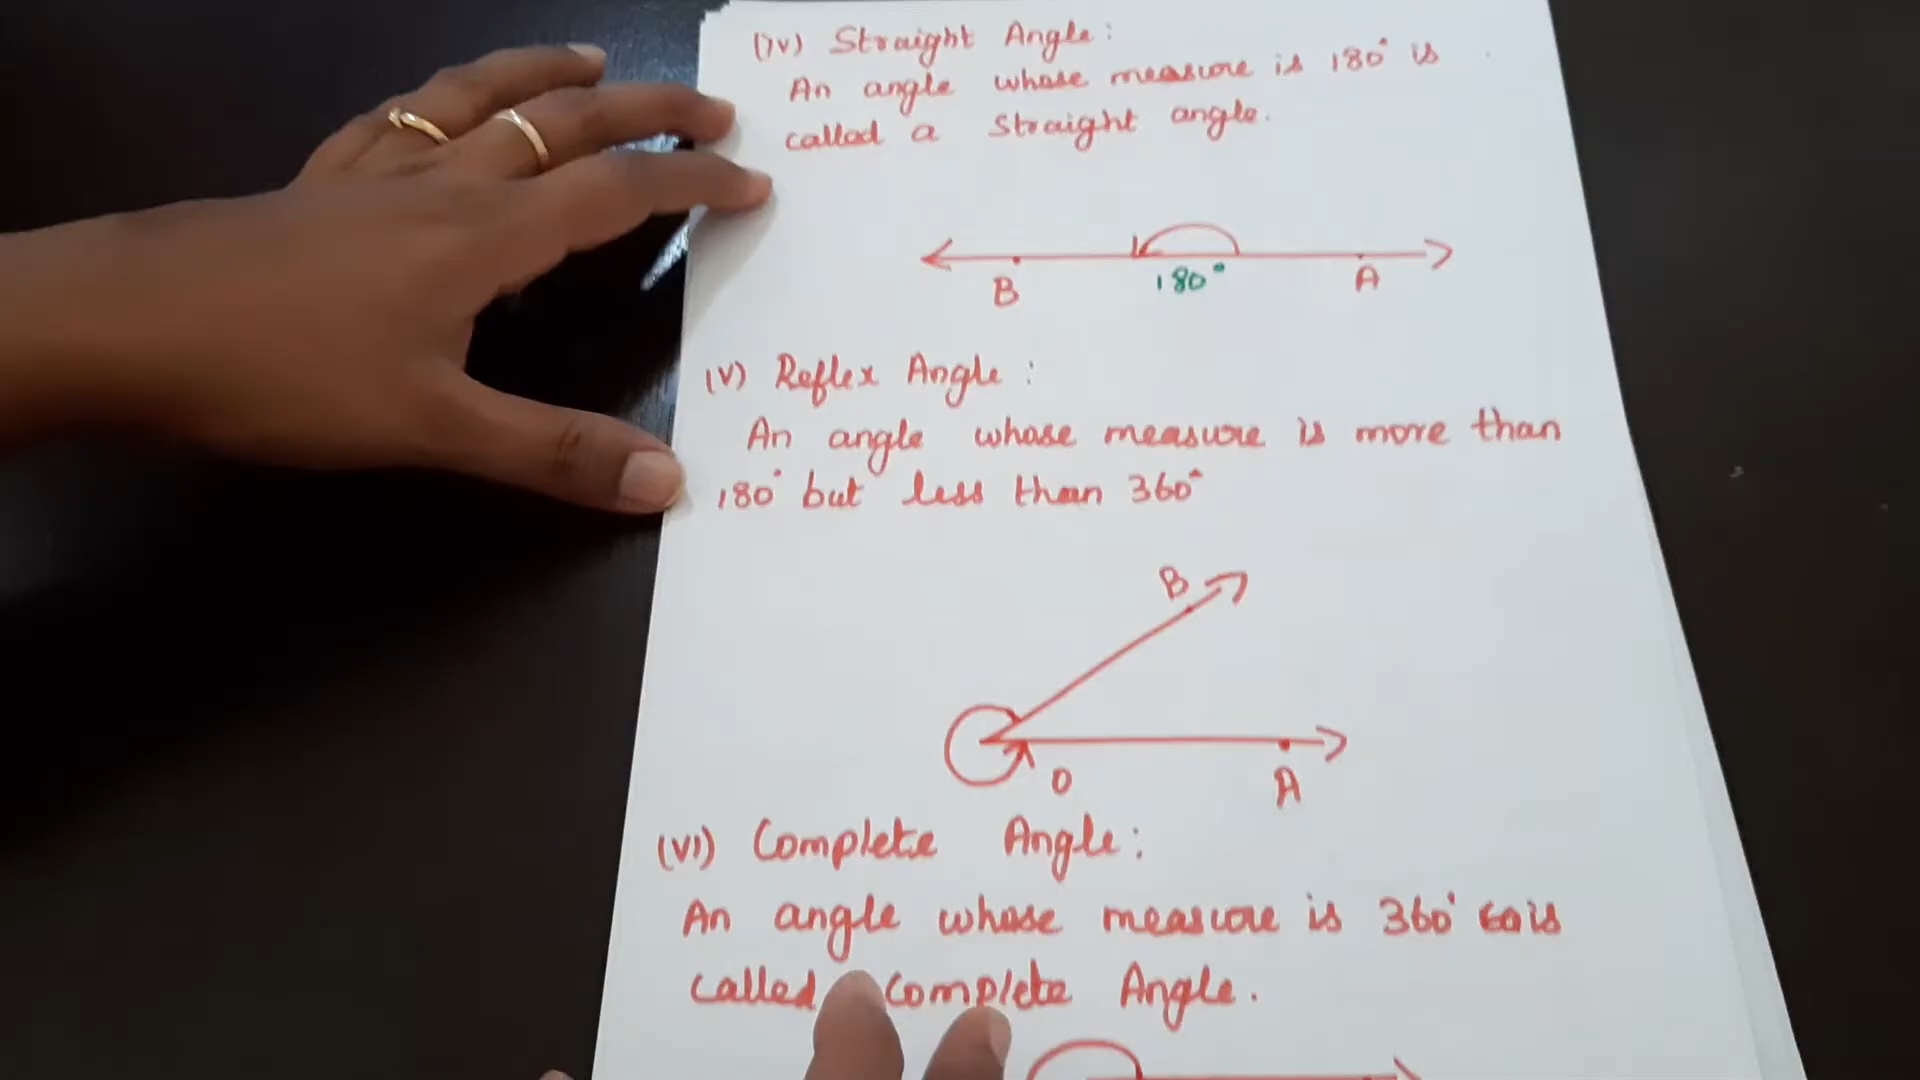 (iv) Straight Angle:
An angle whose measure is 180° is
called a straight angle.
B 180° A
(V) Reflex Angle:
An angle whose measure is more than
180° but less than 360°
B
O A
(VI) Complete Angle:
An angle whose measure is 360° is
called Complete Angle.